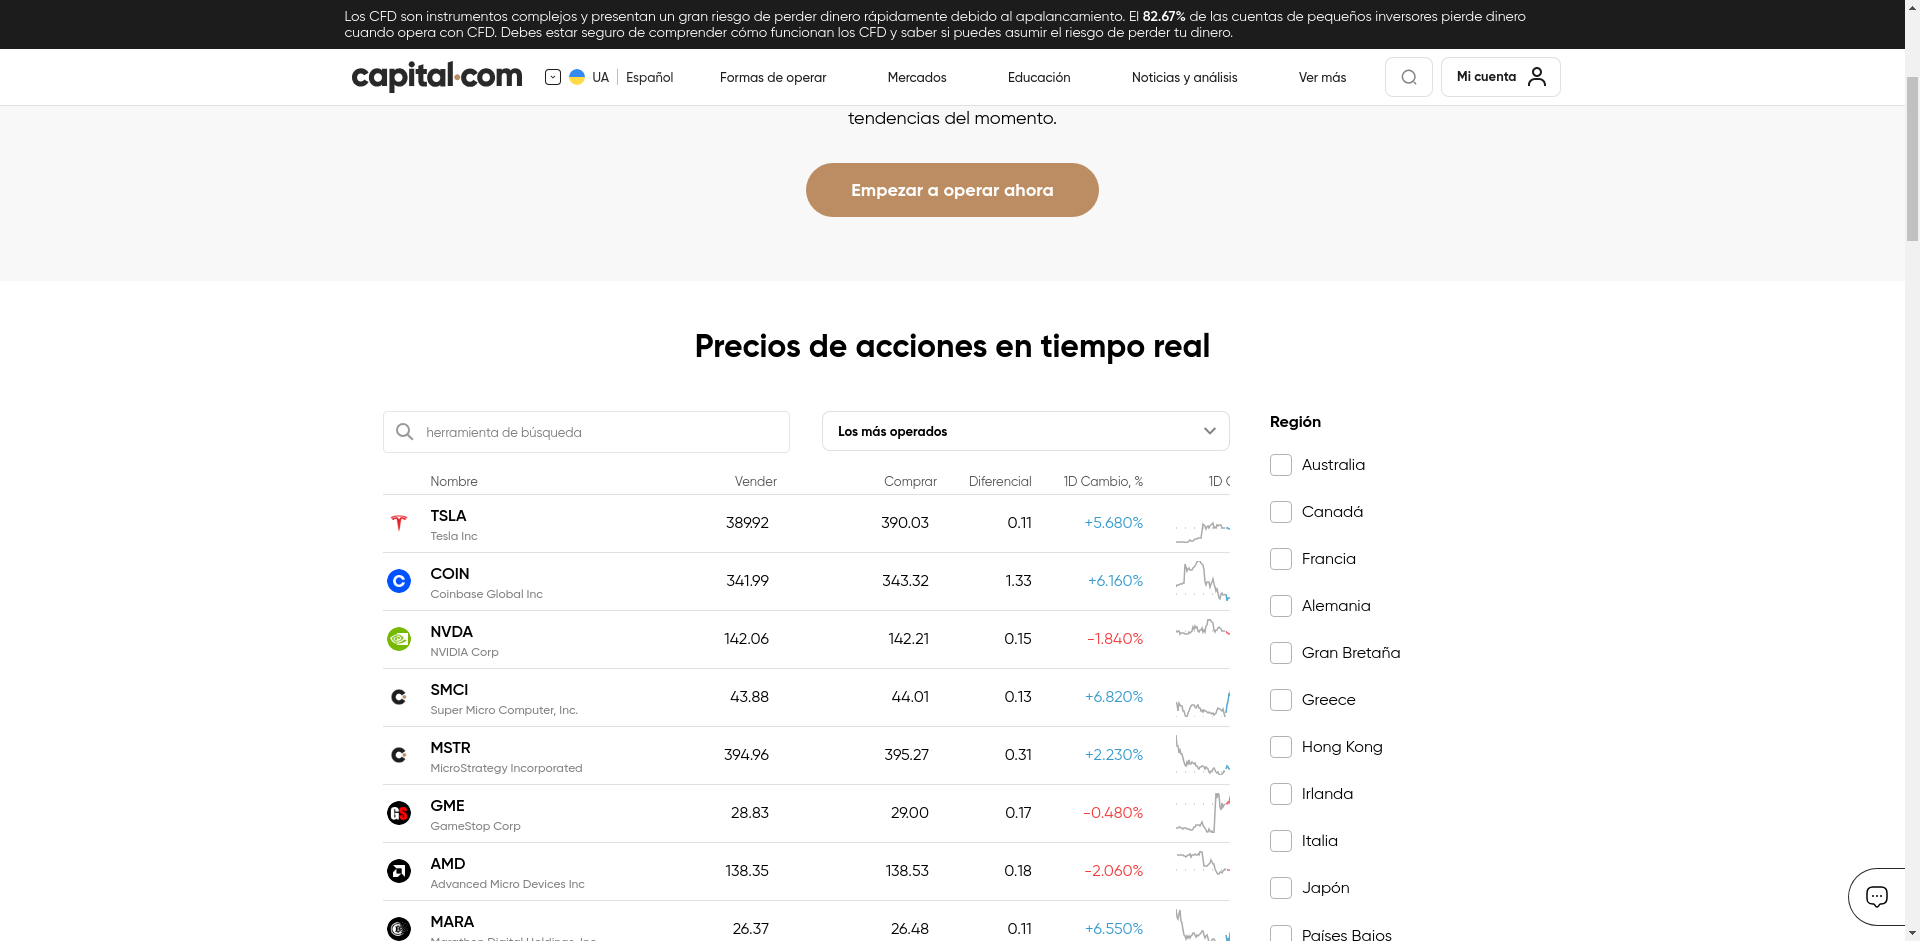 Los CFD son instrumentos complejos y presentan un gran riesgo de perder dinero rápidamente debido al apalancamiento. El 82.67% de las cuentas de pequeños inversores pierde dinero
cuando opera con CFD. Debes estar seguro de comprender cómo funcionan los CFD y saber si puedes asumir el riesgo de perder tu dinero.
capital.com UA Español Formas de operar Mercados Educación Noticias y análisis Ver más Mi cuenta
tendencias del momento.
Empezar a operar ahora
Precios de acciones en tiempo real
herramienta de búsqueda Los más operados Región
Australia
Nombre Vender Comprar Diferencial 1D Cambio, % 1D
TSLA 389.92 390.03 0.11 +5.680% Canadá
Tesla Inc
Francia
COIN 341.99 343.32 1.33 +6.160%
Coinbase Global Inc Alemania
NVDA 142.06 142.21 0.15 -1.840%
NVIDIA Corp Gran Bretaña
SMCI 43.88 44.01 0.13 +6.820% Greece
Super Micro Computer, Inc.
MSTR 394.96 395.27 0.31 +2.230% Hong Kong
MicroStrategy Incorporated
Irlanda
GME 28.83 29.00 0.17 -0.480%
GameStop Corp Italia
AMD 138.35 138.53 0.18 -2.060%
Advanced Micro Devices Inc Japón
MARA 26.37 26.48 0.11 +6.550% Países Bajos
Marathon Digital Holdings, Inc.